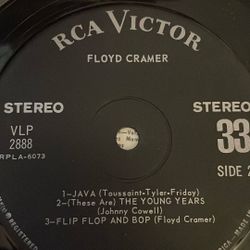 RCA VICTOR
FLOYD CRAMER
STEREO
STEREO
VLP
2888
33
RPLA-6073
SIDE 2
1—JAVA (Toussaint-Tyler-Friday)
2—(These Are) THE YOUNG YEARS
(Johnny Cowell)
3—FLIP FLOP AND BOP (Floyd Cramer)